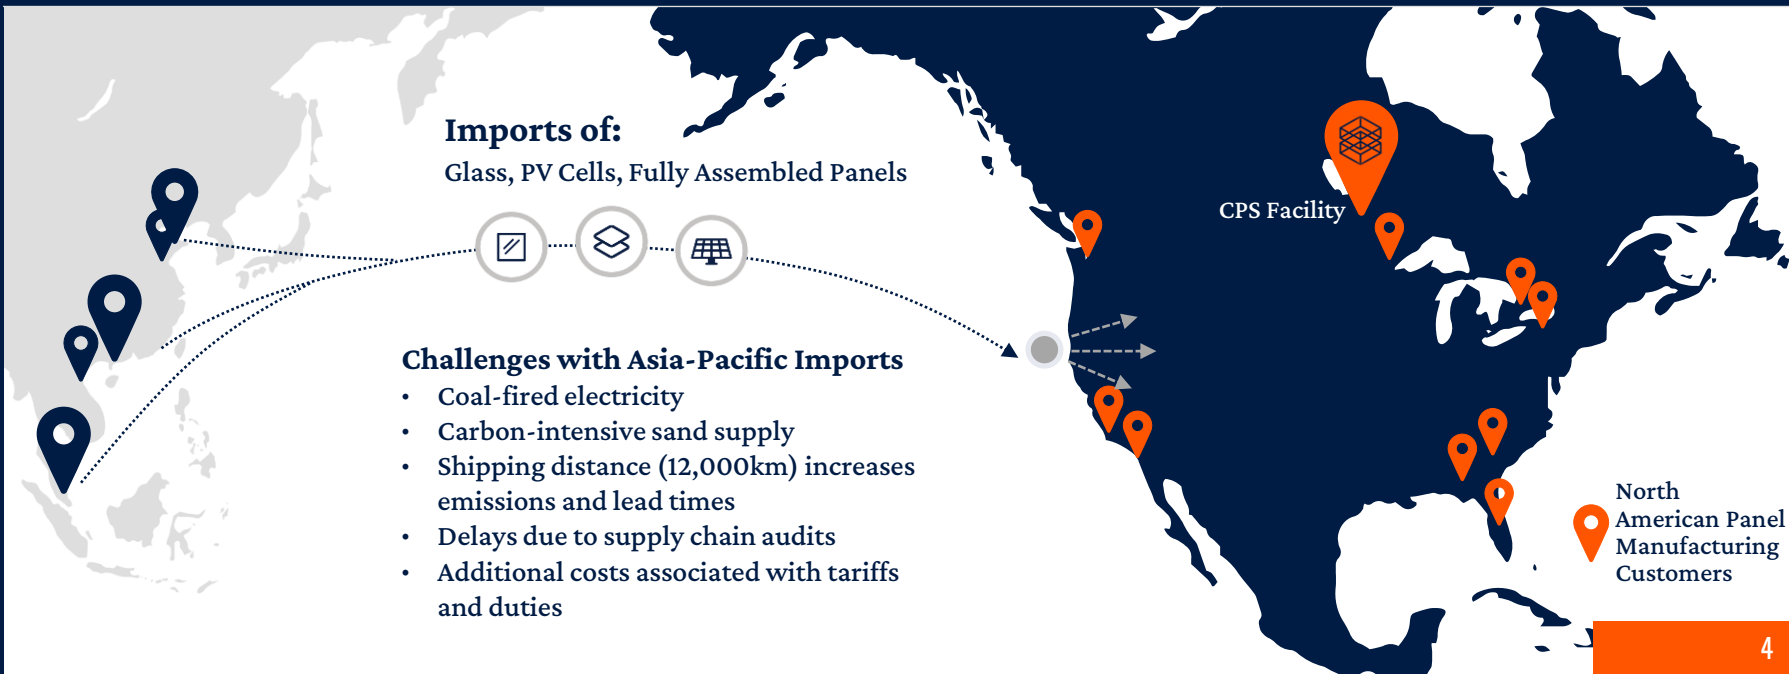 Imports of:
Glass, PV Cells, Fully Assembled Panels
CPS Facility
Challenges with Asia-Pacific Imports
• Coal-fired electricity
• Carbon-intensive sand supply
• Shipping distance (12,000km) increases
emissions and lead times
• Delays due to supply chain audits
• Additional costs associated with tariffs
and duties
North
American Panel
Manufacturing
Customers
4